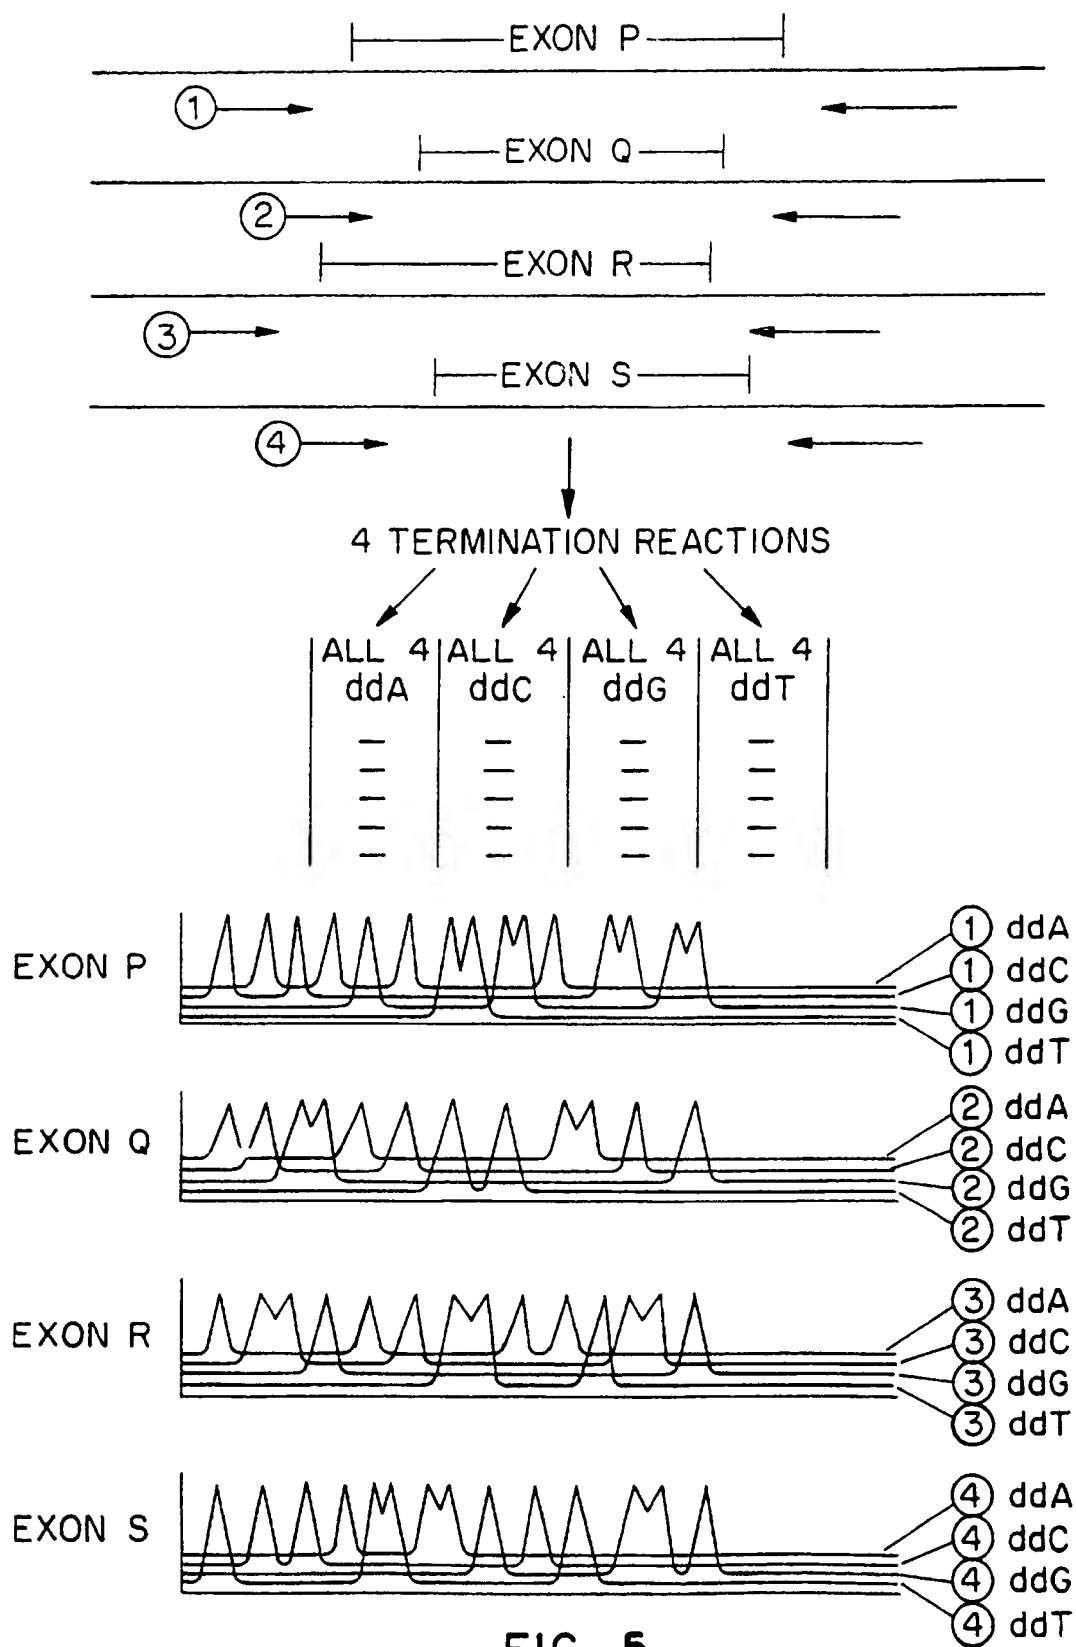 EXON P
1
EXON Q
2
EXON R
3
EXON S
4
4 TERMINATION REACTIONS
ALL 4 ALL 4 ALL 4 ALL 4
ddA ddC ddG ddT
EXON P
1 ddA
1 ddC
1 ddG
1 ddT
EXON Q
2 ddA
2 ddC
2 ddG
2 ddT
EXON R
3 ddA
3 ddC
3 ddG
3 ddT
EXON S
4 ddA
4 ddC
4 ddG
4 ddT
FIG. 5